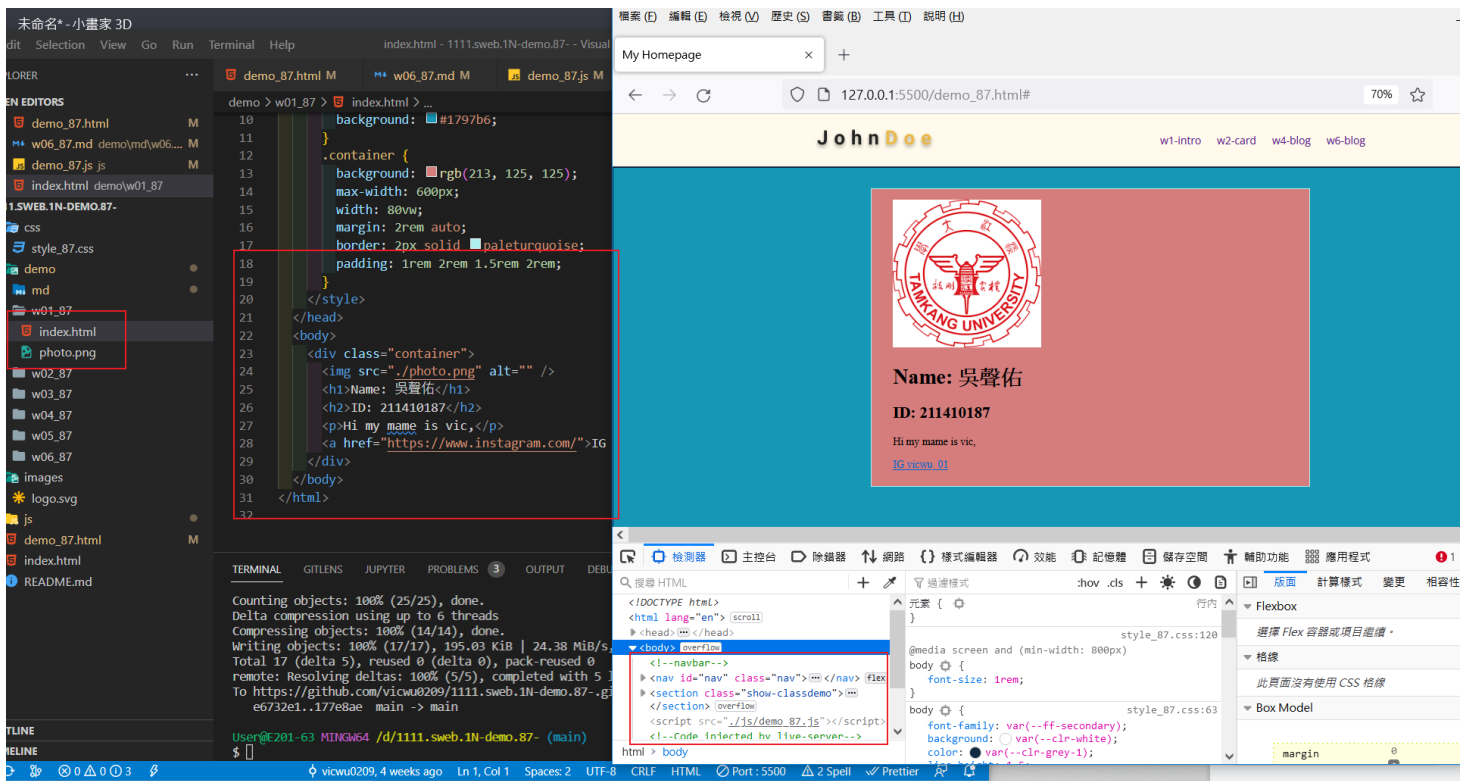 未命名* - 小畫家 3D
dit Selection View Go Run Terminal Help index.html - 1111.sweb.1N-demo.87- - Visual
PLORER ...
EN EDITORS
demo_87.html M
w06_87.md demo\md\w06.... M
demo_87.js js M
index.html demo\w01_87
1.SWEB.1N-DEMO.87-
css
style_87.css
demo
md
w01_87
index.html
photo.png
w02_87
w03_87
w04_87
w05_87
w06_87
images
logo.svg
js
demo_87.html M
index.html
README.md
TLINE
MELINE
demo_87.html M w06_87.md M demo_87.js M
demo > w01_87 > index.html > ...
10 background: #1797b6;
11 }
12 .container {
13 background: rgb(213, 125, 125);
14 max-width: 600px;
15 width: 80vw;
16 margin: 2rem auto;
17 border: 2px solid paleturquoise;
18 padding: 1rem 2rem 1.5rem 2rem;
19 }
20 </style>
21 </head>
22 <body>
23 <div class="container">
24 <img src="./photo.png" alt="" />
25 <h1>Name: 吳聲佑</h1>
26 <h2>ID: 211410187</h2>
27 <p>Hi my mame is vic,</p>
28 <a href="https://www.instagram.com/">IG
29 </div>
30 </body>
31 </html>
32
TERMINAL GITLENS JUPYTER PROBLEMS 3 OUTPUT DEBU
Counting objects: 100% (25/25), done.
Delta compression using up to 6 threads
Compressing objects: 100% (14/14), done.
Writing objects: 100% (17/17), 195.03 KiB | 24.38 MiB/s,
Total 17 (delta 5), reused 0 (delta 0), pack-reused 0
remote: Resolving deltas: 100% (5/5), completed with 5 l
To https://github.com/vicwu0209/1111.sweb.1N-demo.87-.gi
e6732e1..177e8ae main -> main
User@E201-63 MINGW64 /d/1111.sweb.1N-demo.87- (main)
$
0 0 3 vicwu0209, 4 weeks ago Ln 1, Col 1 Spaces: 2 UTF-8 CRLF HTML Port : 5500 2 Spell Prettier
檔案(F) 編輯(E) 檢視(V) 歷史(S) 書籤(B) 工具(T) 說明(H)
My Homepage × +
127.0.0.1:5500/demo_87.html# 70%
JohnDoe w1-intro w2-card w4-blog w6-blog
TAMKANG UNIVERSITY
Name: 吳聲佑
ID: 211410187
Hi my mame is vic,
IG vicwu_01
檢測器 主控台 除錯器 網路 {} 樣式編輯器 效能 記憶體 儲存空間 輔助功能 應用程式 1
搜尋 HTML +
<!DOCTYPE html>
<html lang="en"> scroll
<head> ... </head>
<body> overflow
<!--navbar-->
<nav id="nav" class="nav"> ... </nav> flex
<section class="show-classdemo"> ...
</section> overflow
<script src="./js/demo_87.js"></script>
<!--Code injected by live-server-->
html > body
過濾樣式 :hov .cls +
元素 { 行內
}
style_87.css:120
@media screen and (min-width: 800px)
body {
font-size: 1rem;
}
body { style_87.css:63
font-family: var(--ff-secondary);
background: var(--clr-white);
color: var(--clr-grey-1);
版面 計算樣式 變更 相容性
Flexbox
選擇 Flex 容器或項目繼續。
格線
此頁面沒有使用 CSS 格線
Box Model
margin 0